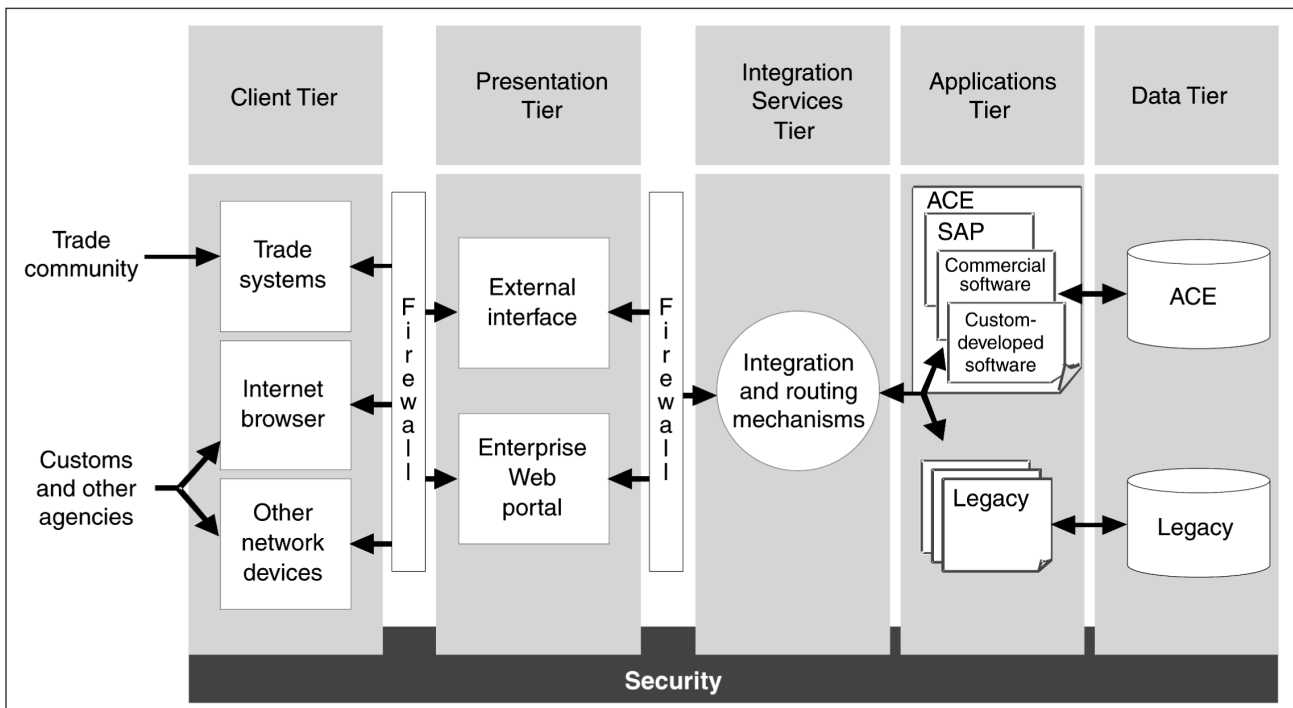 Client Tier
Presentation
Tier
Integration
Services
Tier
Applications
Tier
Data Tier
Trade
community
Customs
and other
agencies
Trade
systems
Internet
browser
Other
network
devices
Firewall
External
interface
Enterprise
Web
portal
Firewall
Integration
and routing
mechanisms
ACE
SAP
Commercial
software
Custom-
developed
software
Legacy
ACE
Legacy
Security